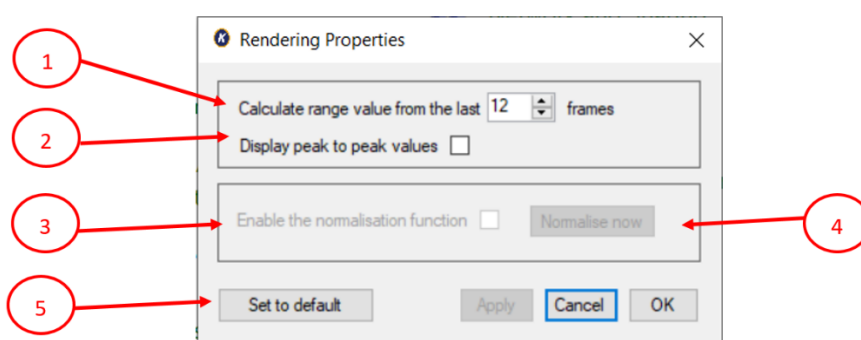 Rendering Properties
1
Calculate range value from the last 12 frames
2
Display peak to peak values
3
Enable the normalisation function Normalise now
4
5
Set to default Apply Cancel OK